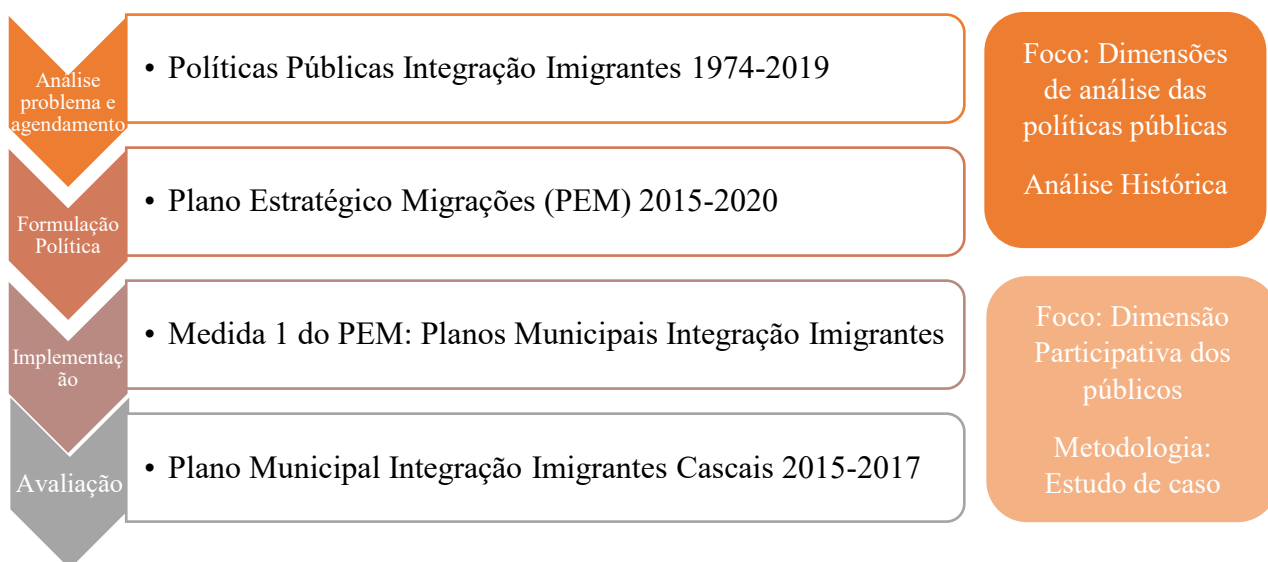 Análise
problema e
agendamento
• Políticas Públicas Integração Imigrantes 1974-2019
Formulação
Política
• Plano Estratégico Migrações (PEM) 2015-2020
Implementaç
ão
• Medida 1 do PEM: Planos Municipais Integração Imigrantes
Avaliação
• Plano Municipal Integração Imigrantes Cascais 2015-2017
Foco: Dimensões
de análise das
políticas públicas
Análise Histórica
Foco: Dimensão
Participativa dos
públicos
Metodologia:
Estudo de caso